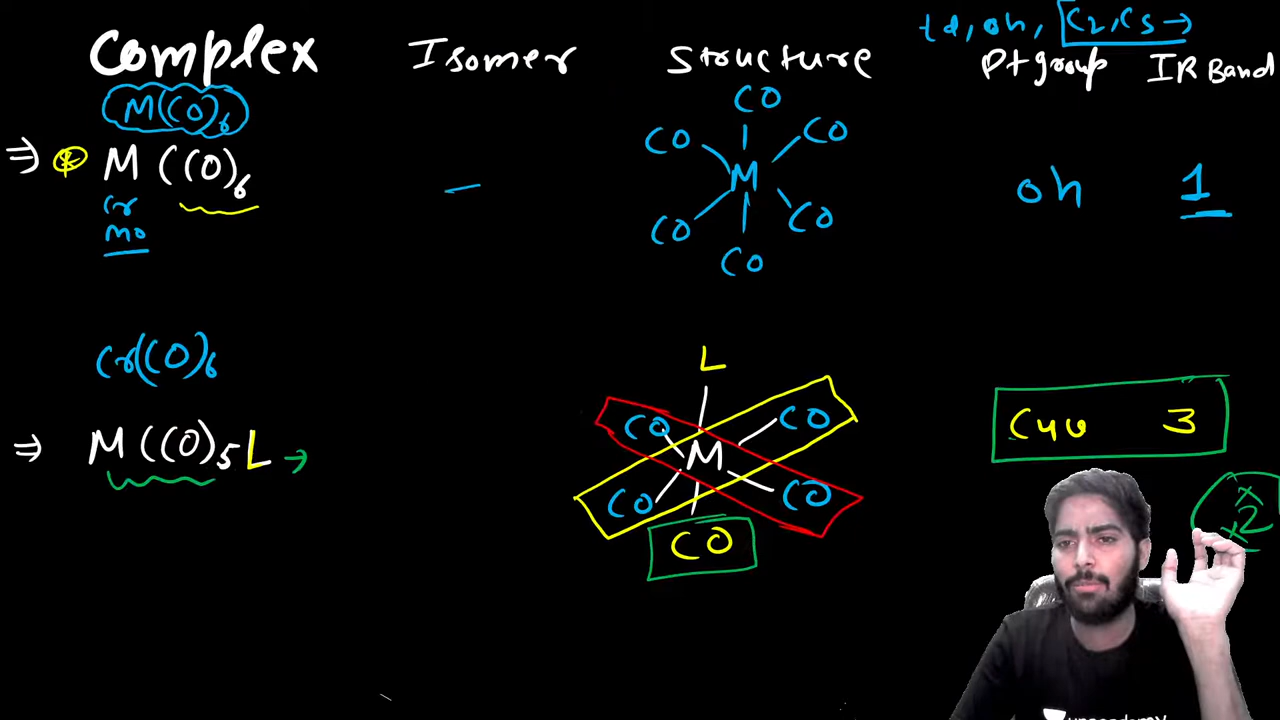 td, oh, C2, Cs →
Complex Isomer Structure Pt group IR Band
M(CO)6
⇒ * M (CO)6 — oh 1
Cr
Mo
CO
CO CO
M
CO CO
CO
Cr(CO)6
⇒ M(CO)5L →
L
CO CO
M
CO CO
CO
C4v 3
2